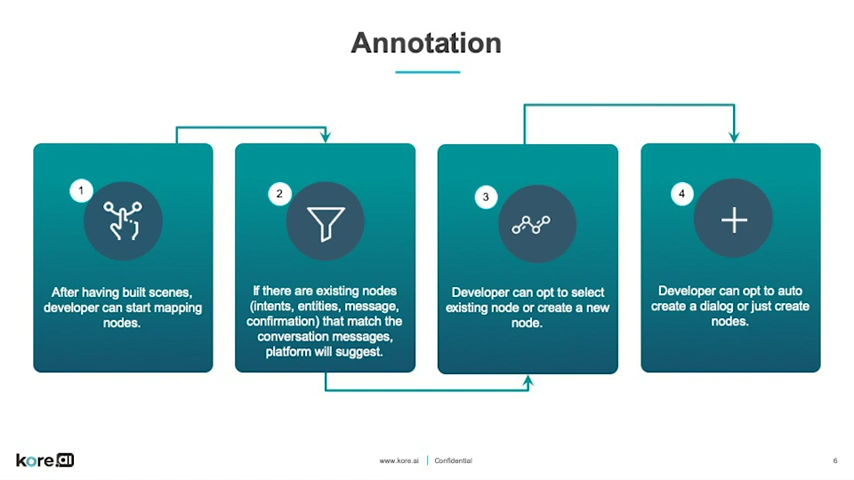 Annotation
1
After having built scenes,
developer can start mapping
nodes.
2
If there are existing nodes
(intents, entities, message,
confirmation) that match the
conversation messages,
platform will suggest.
3
Developer can opt to select
existing node or create a new
node.
4
Developer can opt to auto
create a dialog or just create
nodes.
kore.ai
www.kore.ai | Confidential
6